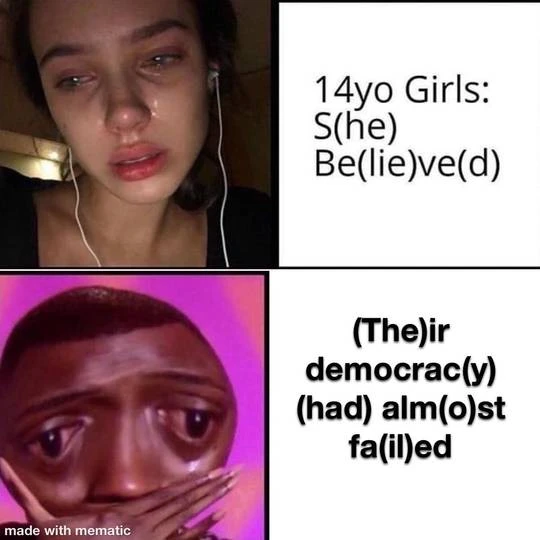 14yo Girls:
S(he)
Be(lie)ve(d)
(The)ir
democrac(y)
(had) alm(o)st
fa(il)ed
made with mematic